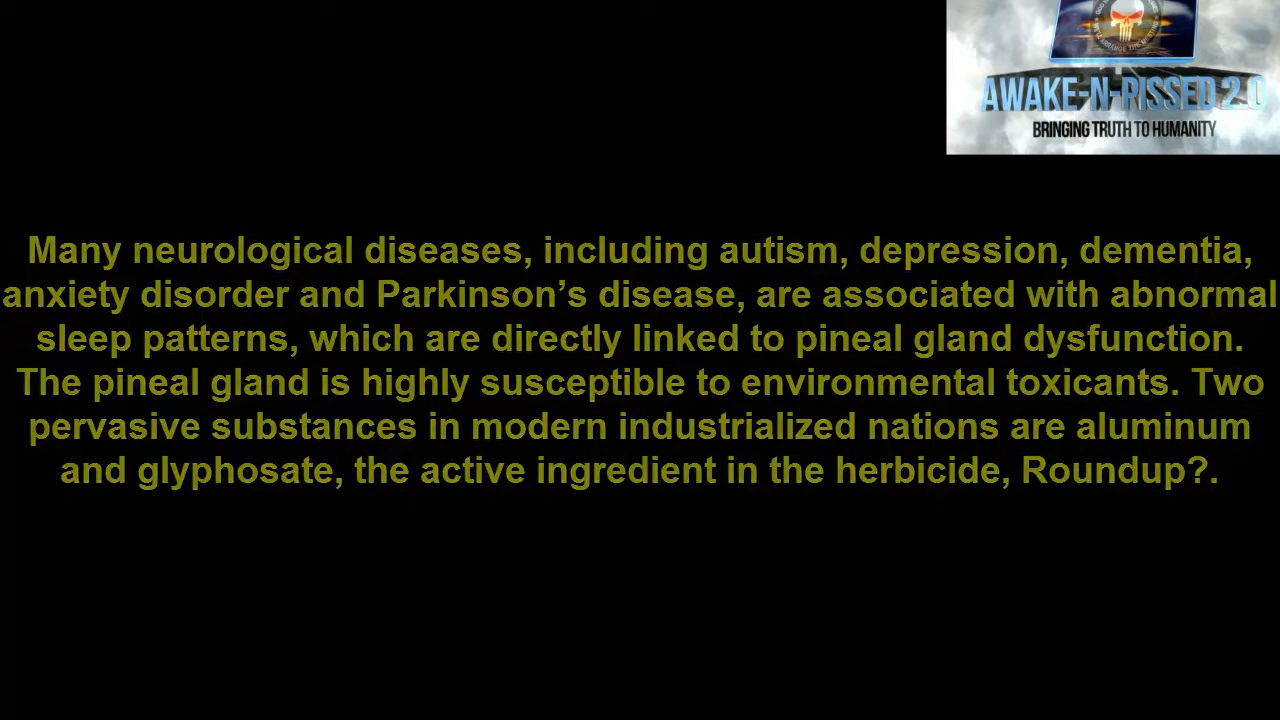 AWAKE-N-PISSED 2.0
BRINGING TRUTH TO HUMANITY
Many neurological diseases, including autism, depression, dementia,
anxiety disorder and Parkinson’s disease, are associated with abnormal
sleep patterns, which are directly linked to pineal gland dysfunction.
The pineal gland is highly susceptible to environmental toxicants. Two
pervasive substances in modern industrialized nations are aluminum
and glyphosate, the active ingredient in the herbicide, Roundup?.